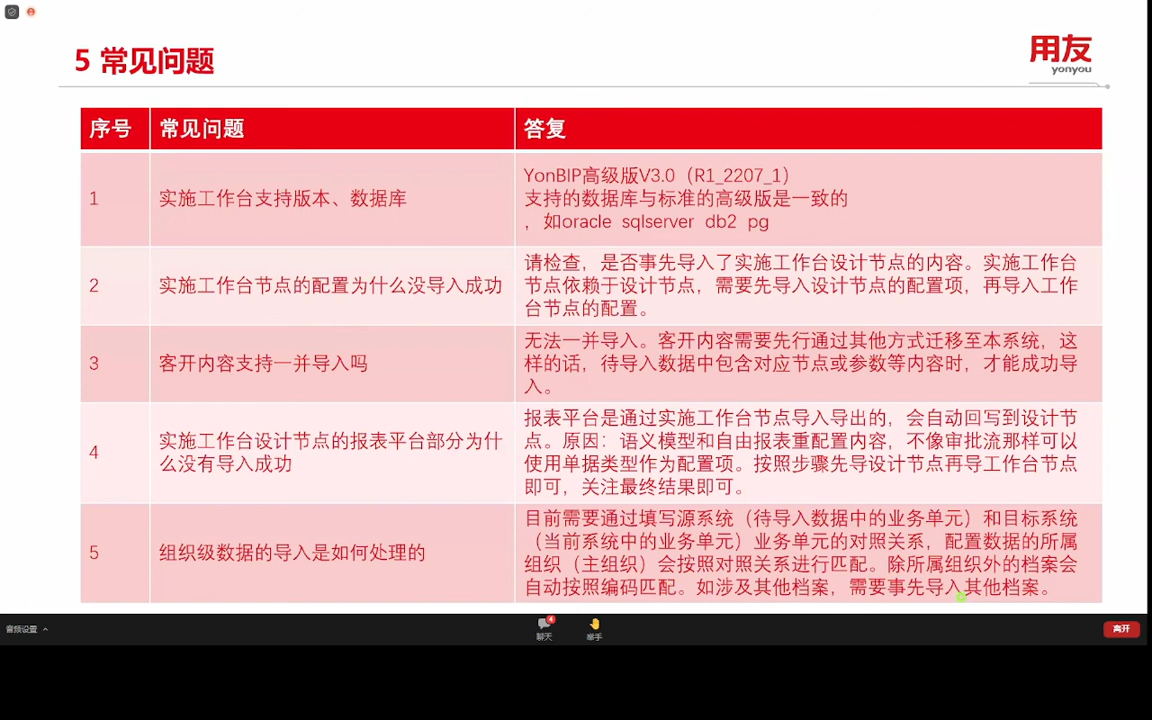 5 常见问题
用友
yonyou
序号 常见问题 答复
1 实施工作台支持版本、数据库
YonBIP高级版V3.0（R1_2207_1）
支持的数据库与标准的高级版是一致的
，如oracle sqlserver db2 pg
2 实施工作台节点的配置为什么没导入成功
请检查，是否事先导入了实施工作台设计节点的内容。实施工作台
节点依赖于设计节点，需要先导入设计节点的配置项，再导入工作
台节点的配置。
3 客开内容支持一并导入吗
无法一并导入。客开内容需要先行通过其他方式迁移至本系统，这
样的话，待导入数据中包含对应节点或参数等内容时，才能成功导
入。
4 实施工作台设计节点的报表平台部分为什
么没有导入成功
报表平台是通过实施工作台节点导入导出的，会自动回写到设计节
点。原因：语义模型和自由报表重配置内容，不像审批流那样可以
使用单据类型作为配置项。按照步骤先导设计节点再导工作台节点
即可，关注最终结果即可。
5 组织级数据的导入是如何处理的
目前需要通过填写源系统（待导入数据中的业务单元）和目标系统
（当前系统中的业务单元）业务单元的对照关系，配置数据的所属
组织（主组织）会按照对照关系进行匹配。除所属组织外的档案会
自动按照编码匹配。如涉及其他档案，需要事先导入其他档案。
音频设置
4
聊天
举手
离开